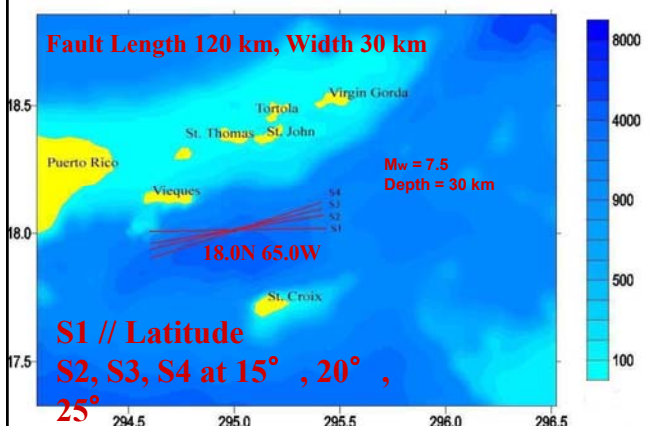 Fault Length 120 km, Width 30 km
8000
18.5
Virgin Gorda
Tortola
4000
St. Thomas
St. John
Puerto Rico
Mw = 7.5
Depth = 30 km
Vieques
S4
S3
S2
S1
900
18.0
18.0N 65.0W
500
St. Croix
S1 // Latitude
S2, S3, S4 at 15° , 20° ,
25°
17.5
100
294.5
295.0
295.5
296.0
296.5